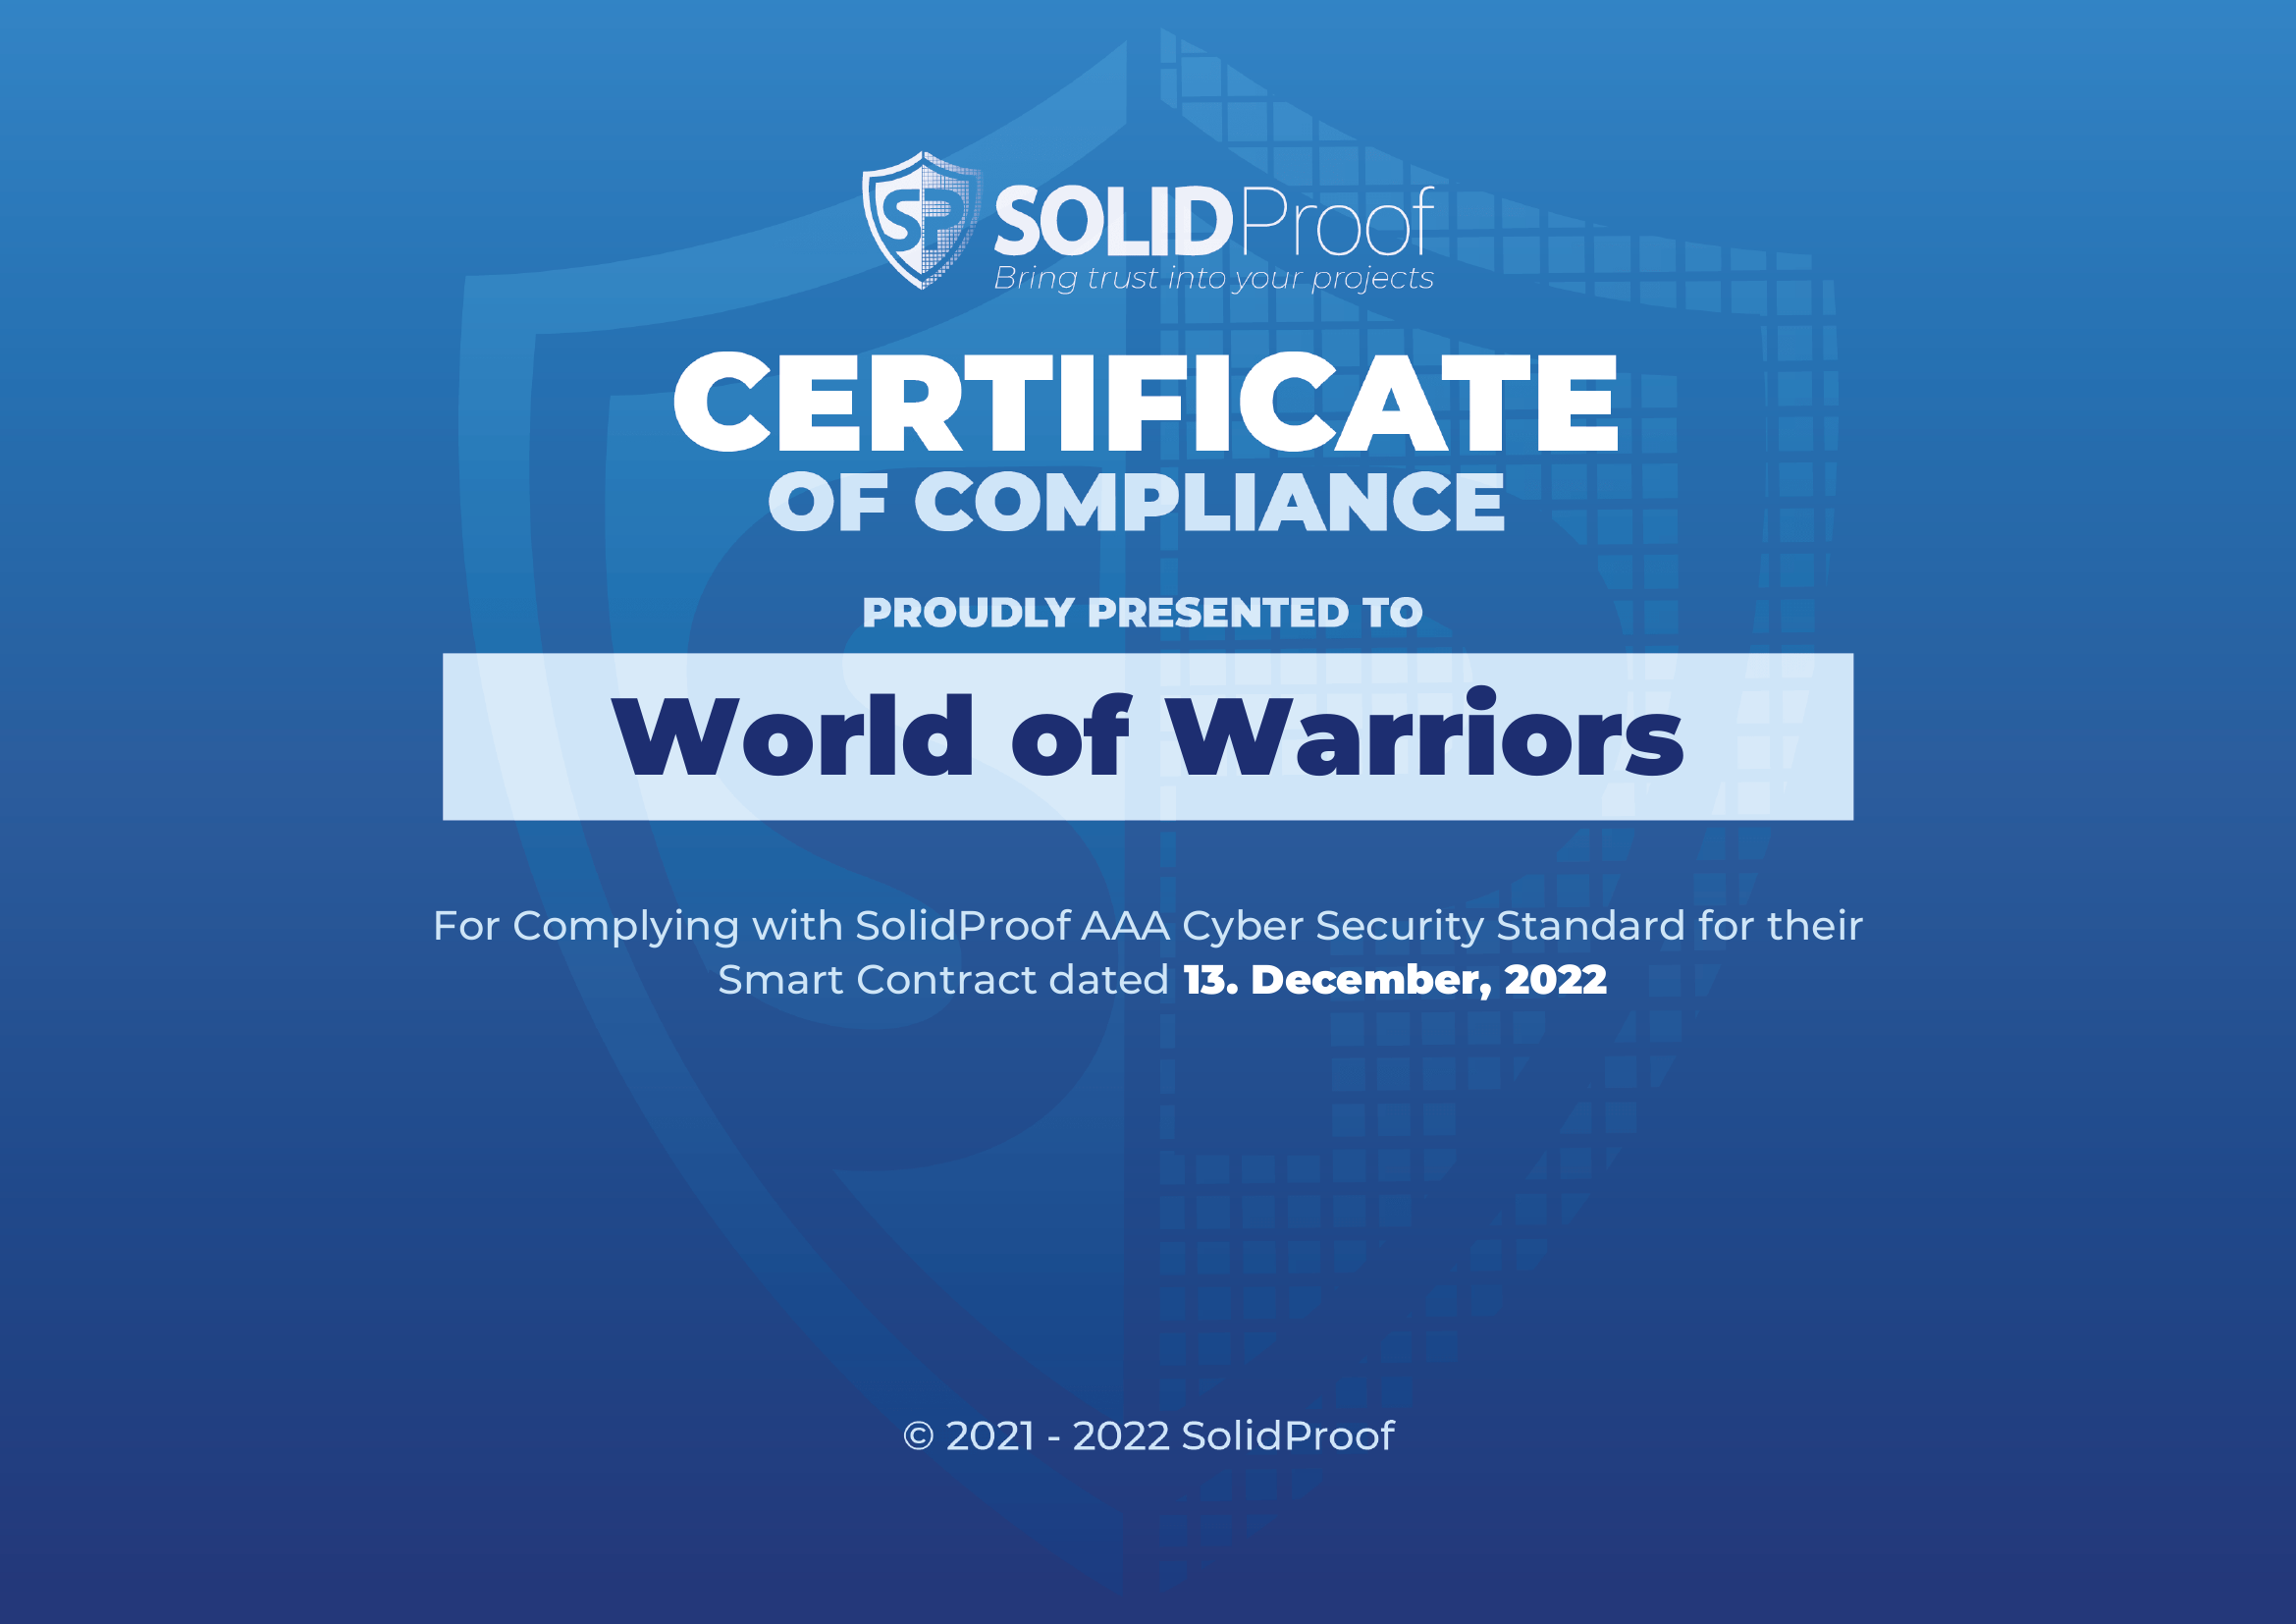 SP SOLIDProof
Bring trust into your projects
CERTIFICATE
OF COMPLIANCE
PROUDLY PRESENTED TO
World of Warriors
For Complying with SolidProof AAA Cyber Security Standard for their
Smart Contract dated 13. December, 2022
© 2021 - 2022 SolidProof